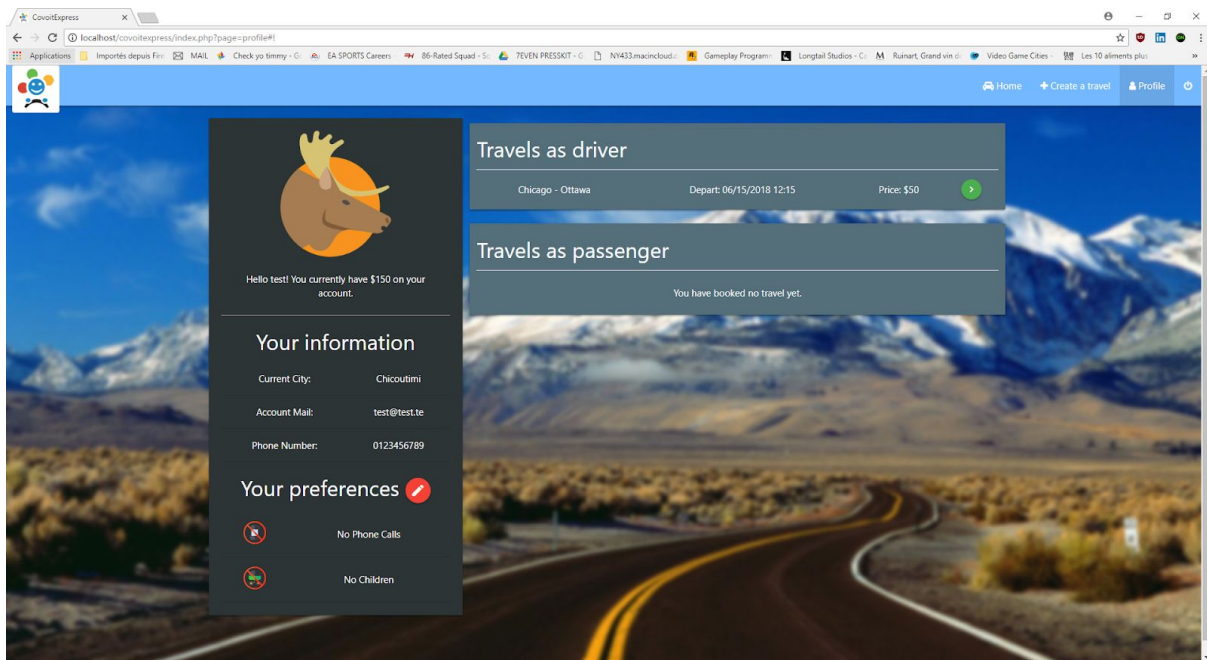 CovoitExpress
localhost/covoitexpress/index.php?page=profile#!
Applications Importés depuis Fire MAIL Check yo timmy - G EA SPORTS Careers 86-Rated Squad - Sc 7EVEN PRESSKIT - G NY433.macincloud.c Gameplay Programm Longtail Studios - Ca Ruinart, Grand vin d Video Game Cities - Les 10 aliments plus »
Home Create a travel Profile
Travels as driver
Chicago - Ottawa Depart: 06/15/2018 12:15 Price: $50
Travels as passenger
You have booked no travel yet.
Hello test! You currently have $150 on your
account.
Your information
Current City: Chicoutimi
Account Mail: test@test.te
Phone Number: 0123456789
Your preferences
No Phone Calls
No Children